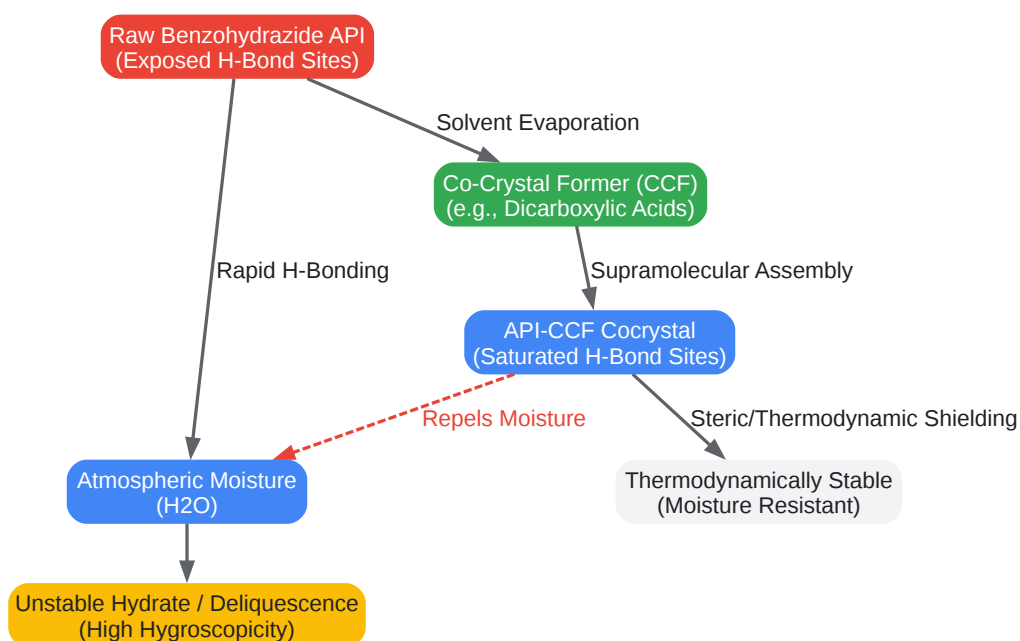 Raw Benzohydrazide API
(Exposed H-Bond Sites)
Solvent Evaporation
Co-Crystal Former (CCF)
(e.g., Dicarboxylic Acids)
Rapid H-Bonding
Supramolecular Assembly
API-CCF Cocrystal
(Saturated H-Bond Sites)
Repels Moisture
Steric/Thermodynamic Shielding
Atmospheric Moisture
(H2O)
Thermodynamically Stable
(Moisture Resistant)
Unstable Hydrate / Deliquescence
(High Hygroscopicity)